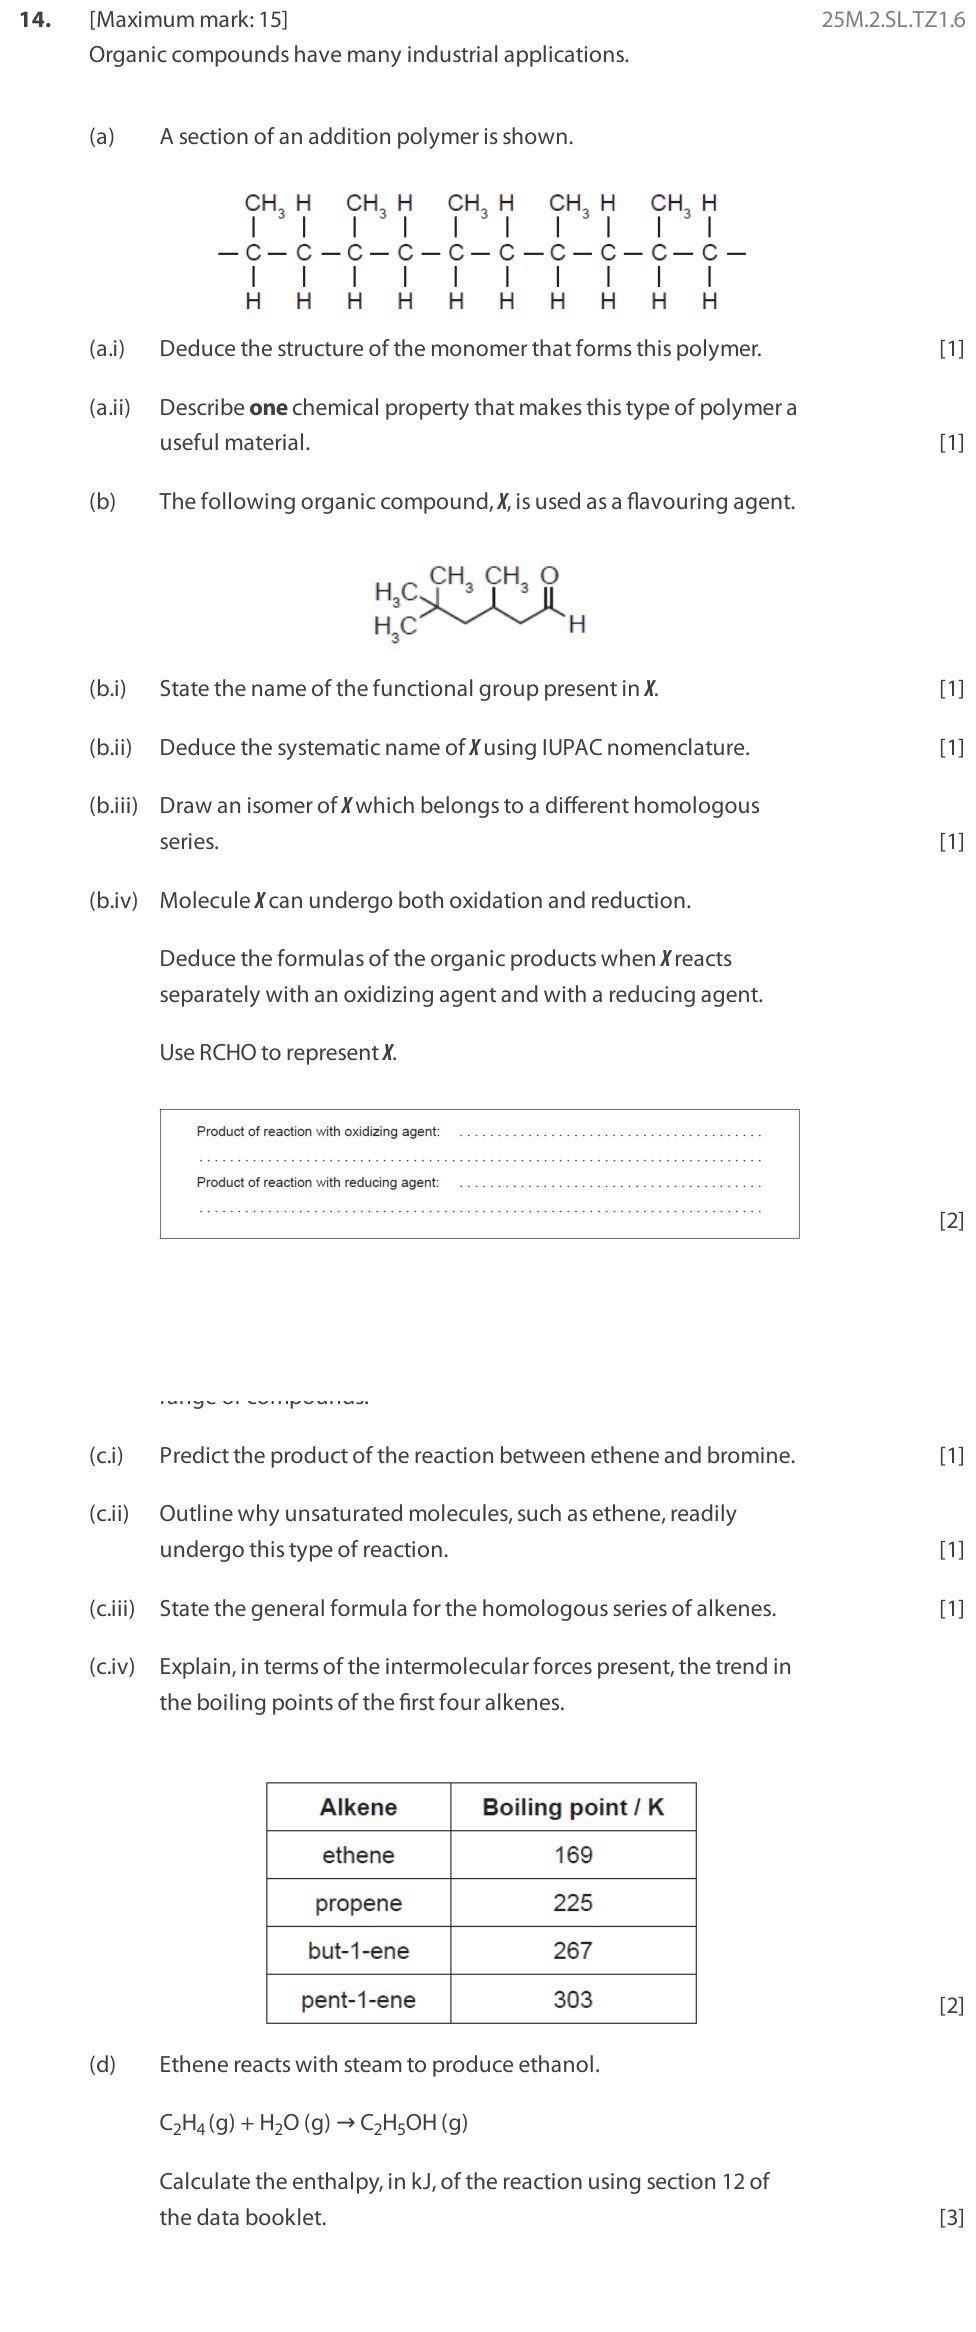 14. [Maximum mark: 15] 25M.2.SL.TZ1.6
Organic compounds have many industrial applications.
(a) A section of an addition polymer is shown.
CH3 H CH3 H CH3 H CH3 H CH3 H
— C — C — C — C — C — C — C — C — C — C —
H H H H H H H H H H
(a.i) Deduce the structure of the monomer that forms this polymer. [1]
(a.ii) Describe one chemical property that makes this type of polymer a
useful material. [1]
(b) The following organic compound, X, is used as a flavouring agent.
CH3 CH3 O
H3C
H3C H
(b.i) State the name of the functional group present in X. [1]
(b.ii) Deduce the systematic name of X using IUPAC nomenclature. [1]
(b.iii) Draw an isomer of X which belongs to a different homologous
series. [1]
(b.iv) Molecule X can undergo both oxidation and reduction.
Deduce the formulas of the organic products when X reacts
separately with an oxidizing agent and with a reducing agent.
Use RCHO to represent X.
Product of reaction with oxidizing agent:
Product of reaction with reducing agent:
[2]
(c.i) Predict the product of the reaction between ethene and bromine. [1]
(c.ii) Outline why unsaturated molecules, such as ethene, readily
undergo this type of reaction. [1]
(c.iii) State the general formula for the homologous series of alkenes. [1]
(c.iv) Explain, in terms of the intermolecular forces present, the trend in
the boiling points of the first four alkenes.
Alkene Boiling point / K
ethene 169
propene 225
but-1-ene 267
pent-1-ene 303
[2]
(d) Ethene reacts with steam to produce ethanol.
C2H4 (g) + H2O (g) → C2H5OH (g)
Calculate the enthalpy, in kJ, of the reaction using section 12 of
the data booklet. [3]